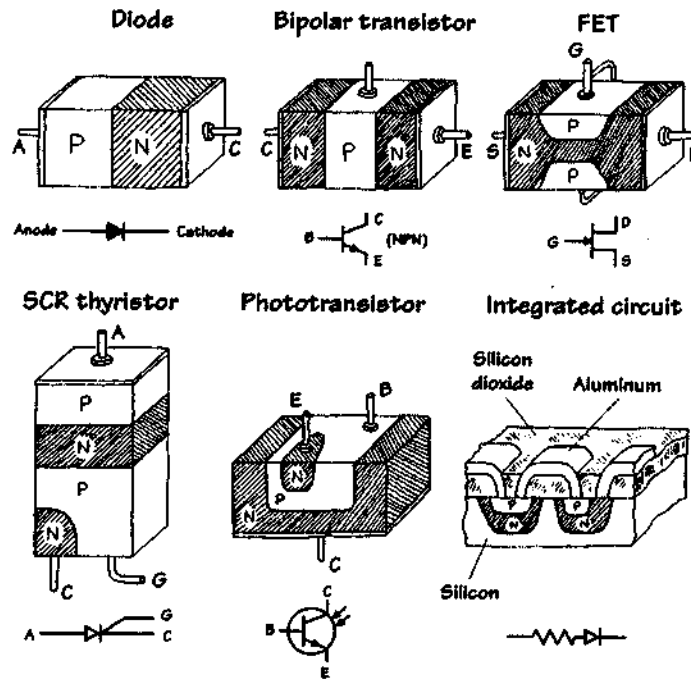 Diode
A
P
N
C
Anode
Cathode
Bipolar transistor
C
N
P
N
E
B
C
(NPN)
E
FET
G
S
N
P
P
G
D
S
SCR thyristor
A
P
N
P
N
C
G
A
G
C
Phototransistor
E
B
N
P
N
C
C
B
E
Integrated circuit
Silicon dioxide
Aluminum
P
N
P
N
Silicon